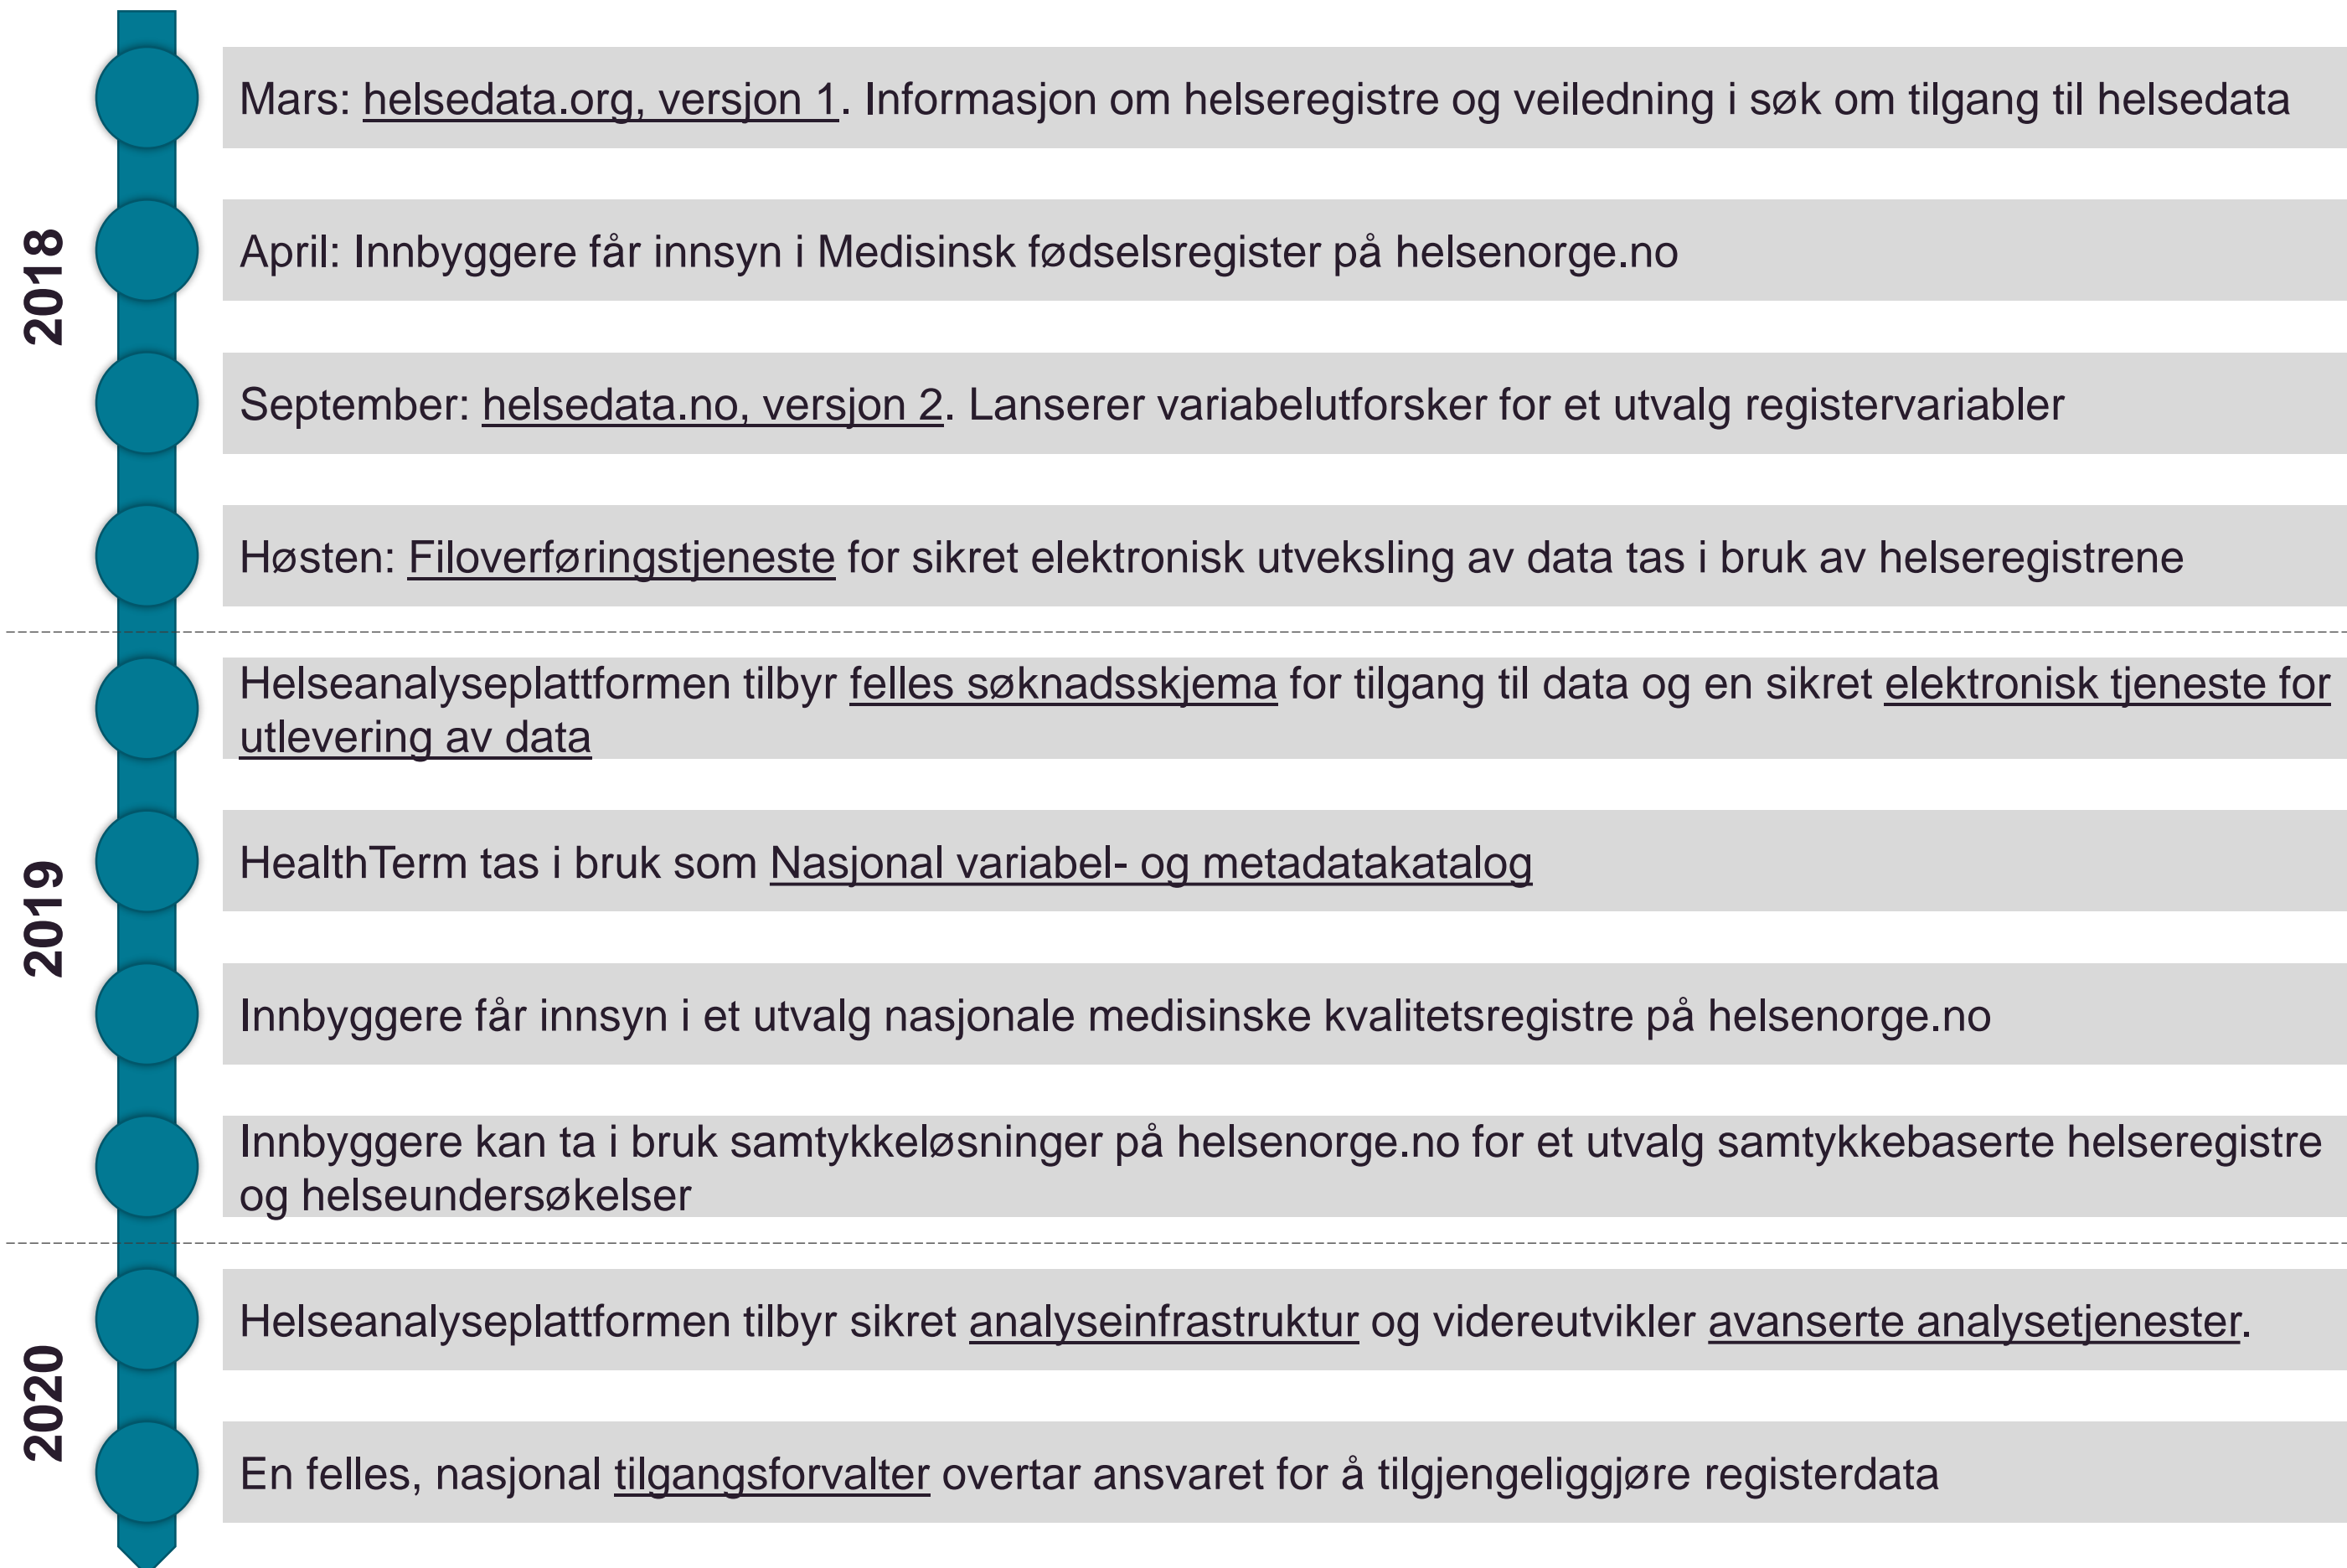 2018
Mars: helsedata.org, versjon 1. Informasjon om helseregistre og veiledning i søk om tilgang til helsedata
April: Innbyggere får innsyn i Medisinsk fødselsregister på helsenorge.no
September: helsedata.no, versjon 2. Lanserer variabelutforsker for et utvalg registervariabler
Høsten: Filoverføringstjeneste for sikret elektronisk utveksling av data tas i bruk av helseregistrene
2019
Helseanalyseplattformen tilbyr felles søknadsskjema for tilgang til data og en sikret elektronisk tjeneste for
utlevering av data
HealthTerm tas i bruk som Nasjonal variabel- og metadatakatalog
Innbyggere får innsyn i et utvalg nasjonale medisinske kvalitetsregistre på helsenorge.no
Innbyggere kan ta i bruk samtykkeløsninger på helsenorge.no for et utvalg samtykkebaserte helseregistre
og helseundersøkelser
2020
Helseanalyseplattformen tilbyr sikret analyseinfrastruktur og videreutvikler avanserte analysetjenester.
En felles, nasjonal tilgangsforvalter overtar ansvaret for å tilgjengeliggjøre registerdata